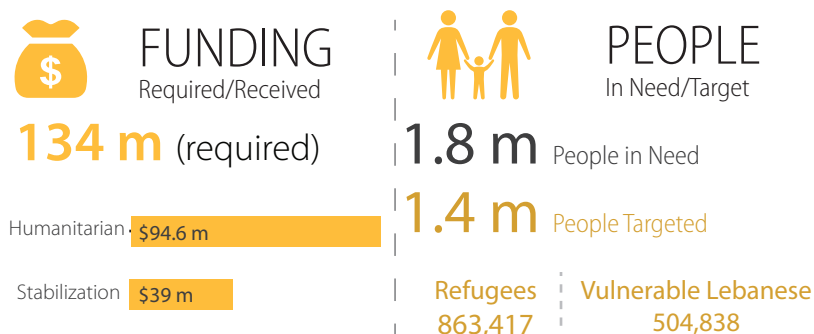 $
FUNDING
Required/Received
134 m (required)
Humanitarian
$94.6 m
Stabilization
$39 m
PEOPLE
In Need/Target
1.8 m People in Need
1.4 m People Targeted
Refugees
863,417
Vulnerable Lebanese
504,838